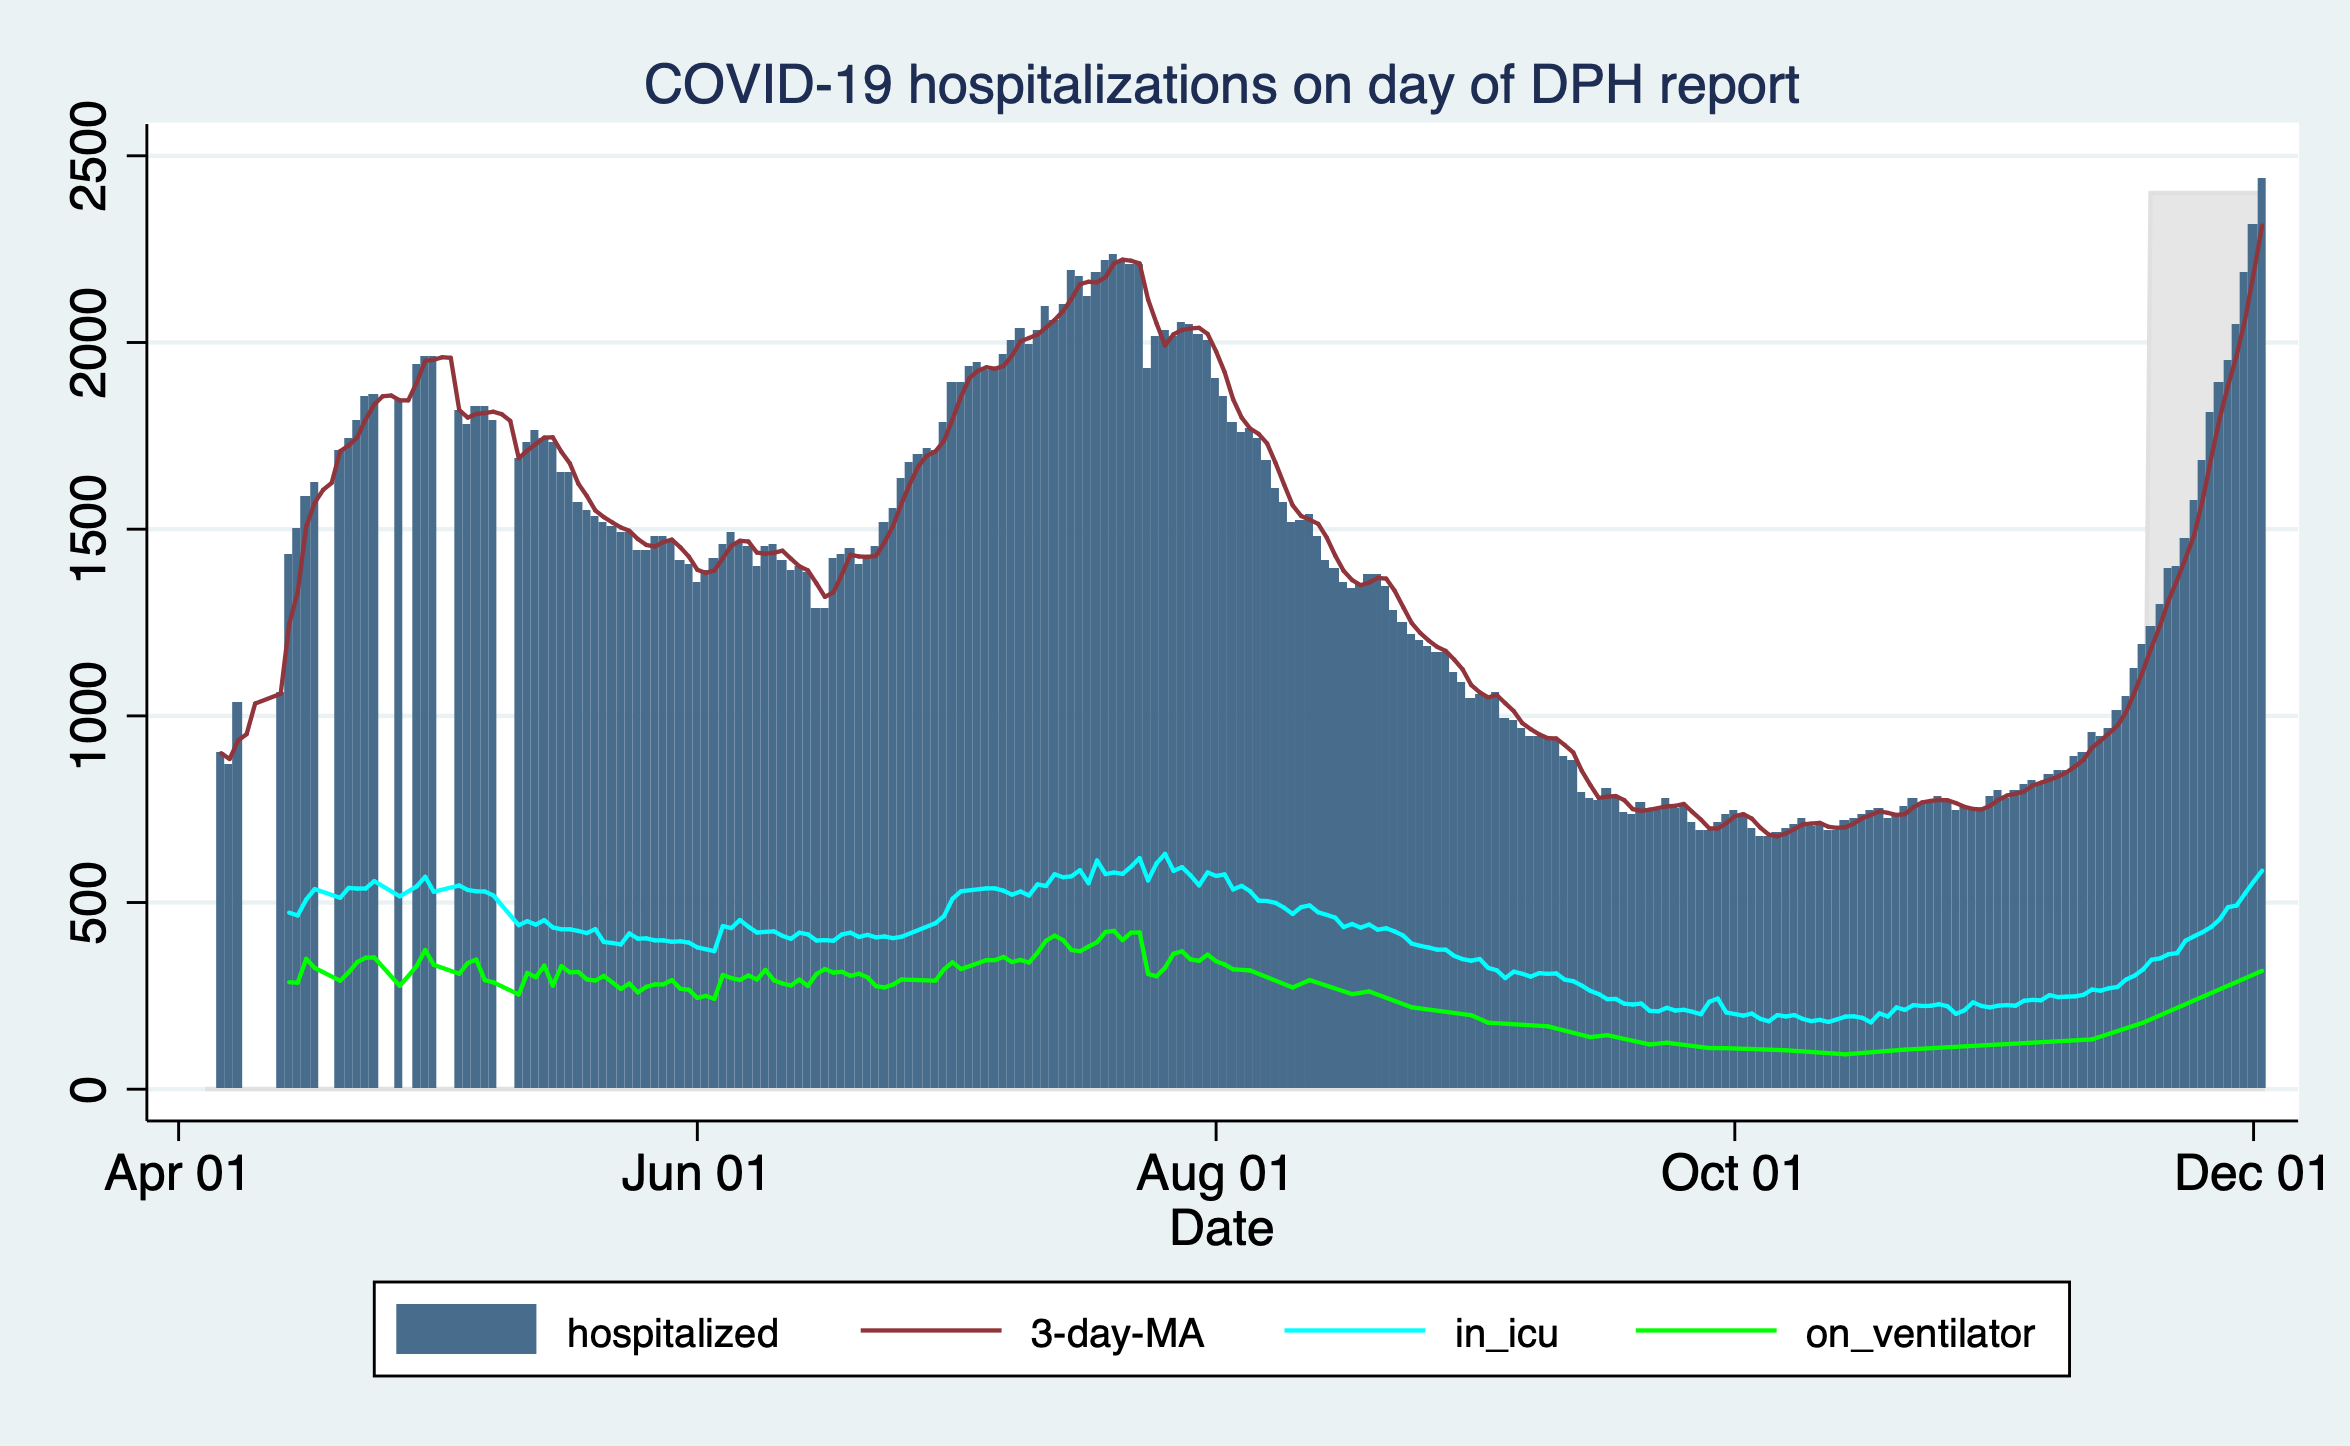 COVID-19 hospitalizations on day of DPH report
2500
2000
1500
1000
500
0
Apr 01 Jun 01 Aug 01 Oct 01 Dec 01
Date
hospitalized 3-day-MA in_icu on_ventilator